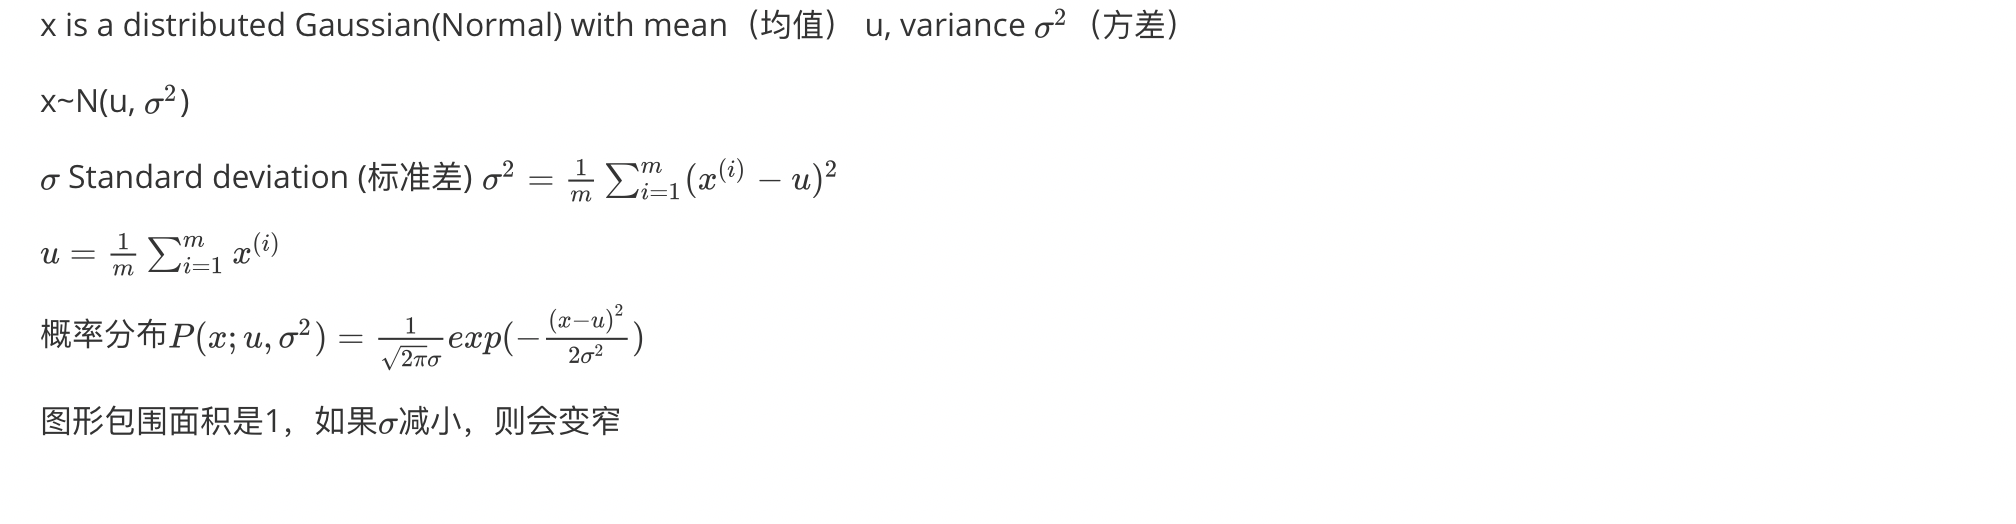 x is a distributed Gaussian(Normal) with mean（均值） u, variance $\sigma^2$（方差）
x~N(u, $\sigma^2$)
$\sigma$ Standard deviation (标准差) $\sigma^2 = \frac{1}{m}\sum_{i=1}^{m}(x^{(i)} - u)^2$
$u = \frac{1}{m}\sum_{i=1}^{m} x^{(i)}$
概率分布$P(x; u, \sigma^2) = \frac{1}{\sqrt{2\pi}\sigma}exp(-\frac{(x-u)^2}{2\sigma^2})$
图形包围面积是1，如果$\sigma$减小，则会变窄